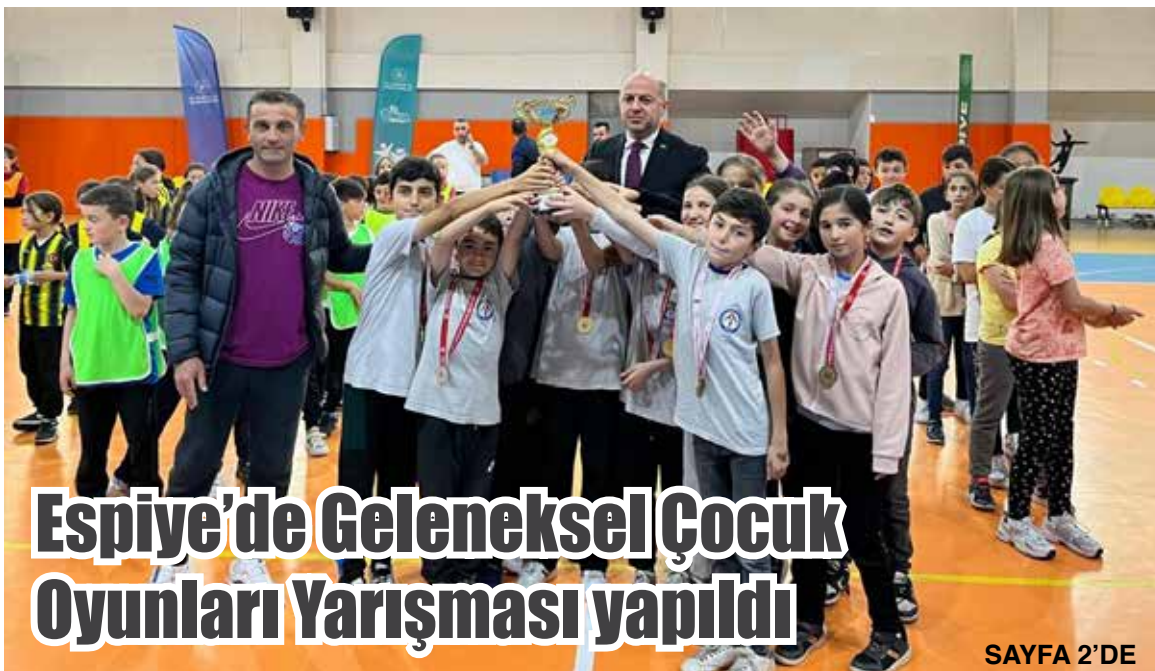 NIKE
Espiye'de Geleneksel Çocuk
Oyunları Yarışması yapıldı
SAYFA 2'DE